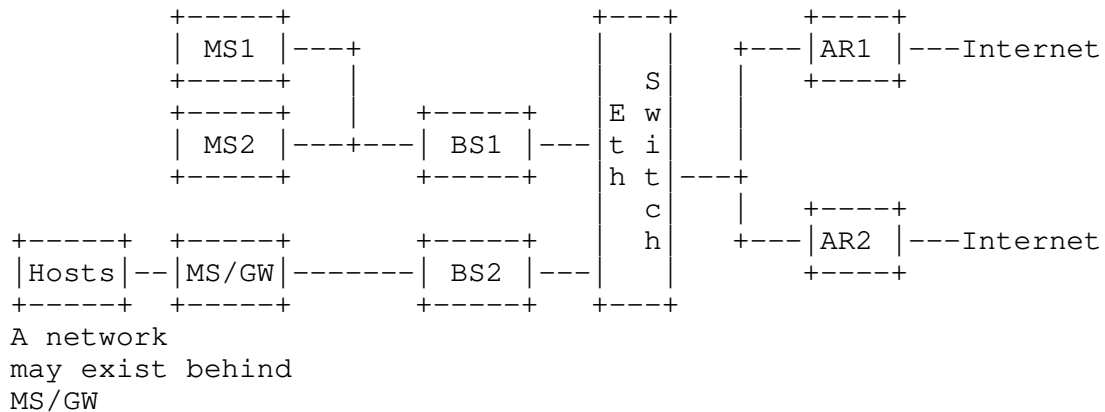 +-----+                      +---+         +----+
               | MS1 |---+                  |   |     +---|AR1 |---Internet
               +-----+   |                  |  S|     |   +----+
               +-----+   |     +-----+      |E w|     |
               | MS2 |---+-----| BS1 |------|t i|     |
               +-----+         +-----+      |h t|-----+
                                            |  c|     |   +----+
+-----+  +-----+               +-----+      |  h|     +---|AR2 |---Internet
|Hosts|--|MS/GW|---------------| BS2 |------|   |         +----+
+-----+  +-----+               +-----+      +---+
A network
may exist behind
MS/GW